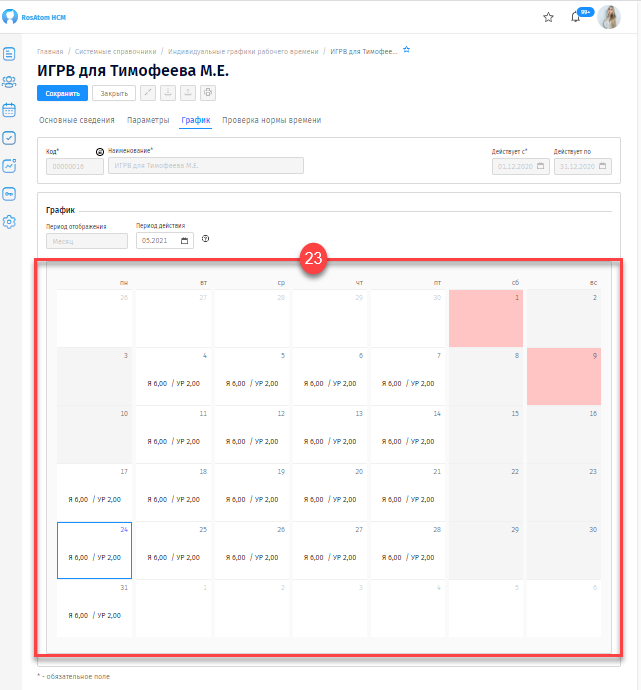 RosAtom HCM
99+
Главная / Системные справочники / Индивидуальные графики рабочего времени / ИГРВ для Тимофее...
ИГРВ для Тимофеева М.Е.
Сохранить Закрыть
Основные сведения Параметры График Проверка нормы времени
Код* Наименование* Действует с* Действует по
00000016 ИГРВ для Тимофеева М.Е. 01.12.2020 31.12.2020
График
Период отображения Период действия
Месяц 05.2021
23
пн вт ср чт пт сб вс
26 27 28 29 30 1 2
3 4 5 6 7 8 9
Я 6,00 / УР 2,00 Я 6,00 / УР 2,00 Я 6,00 / УР 2,00 Я 6,00 / УР 2,00
10 11 12 13 14 15 16
Я 6,00 / УР 2,00 Я 6,00 / УР 2,00 Я 6,00 / УР 2,00 Я 6,00 / УР 2,00
17 18 19 20 21 22 23
Я 6,00 / УР 2,00 Я 6,00 / УР 2,00 Я 6,00 / УР 2,00 Я 6,00 / УР 2,00 Я 6,00 / УР 2,00
24 25 26 27 28 29 30
Я 6,00 / УР 2,00 Я 6,00 / УР 2,00 Я 6,00 / УР 2,00 Я 6,00 / УР 2,00 Я 6,00 / УР 2,00
31 1 2 3 4 5 6
Я 6,00 / УР 2,00
* - обязательное поле